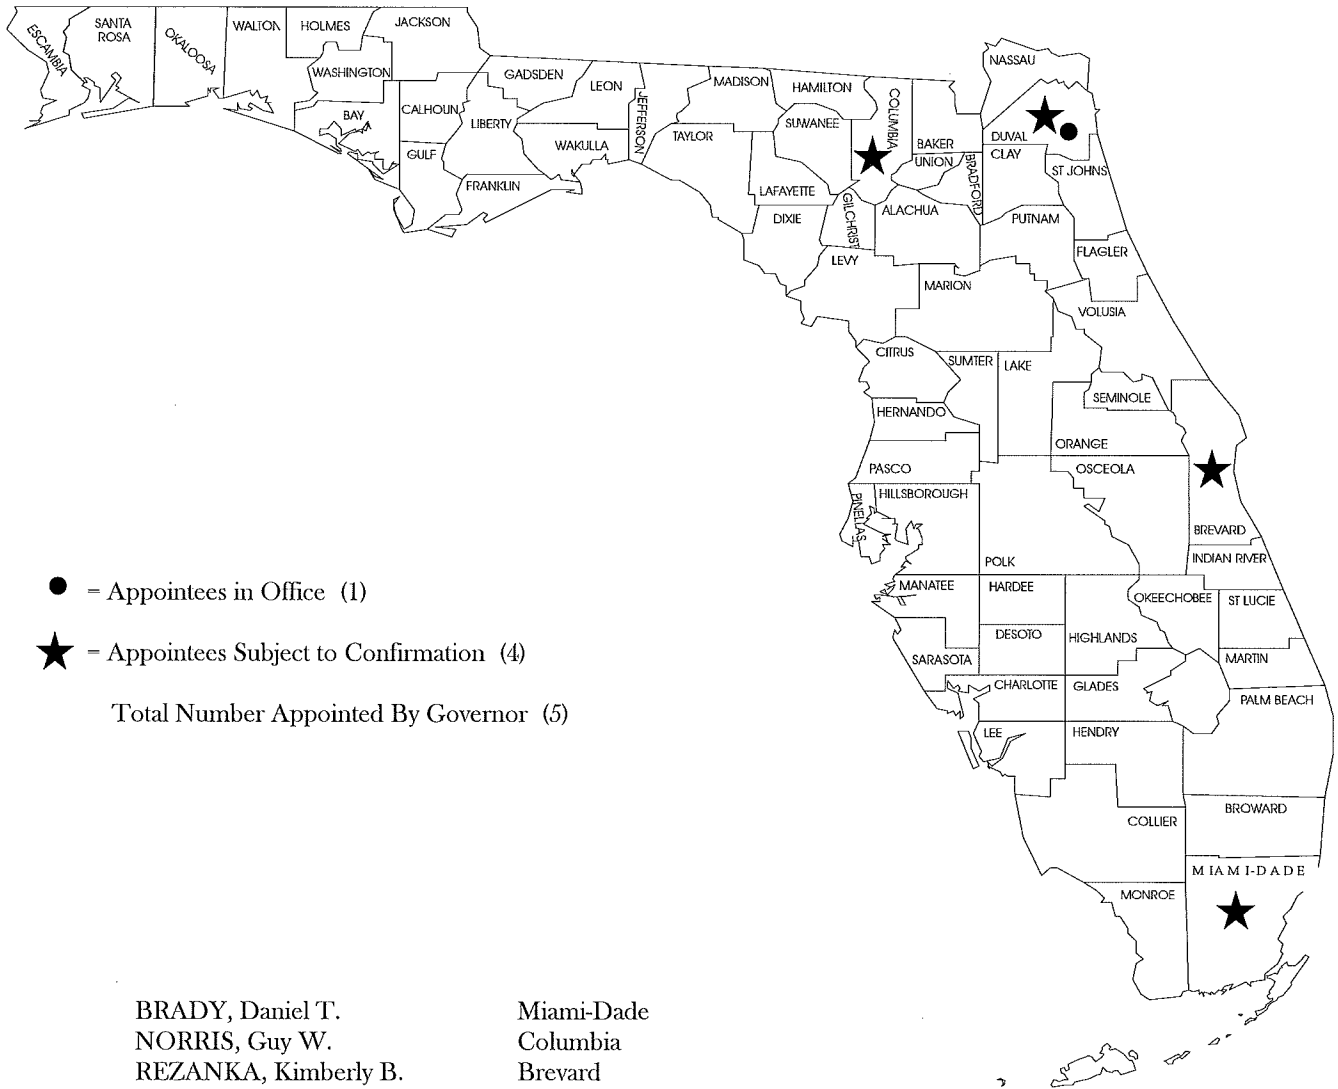 ESCAMBIA
SANTA
ROSA
OKALOOSA
WALTON
HOLMES
JACKSON
WASHINGTON
BAY
CALHOUN
GULF
LIBERTY
GADSDEN
FRANKLIN
LEON
WAKULLA
JEFFERSON
TAYLOR
MADISON
HAMILTON
SUWANEE
LAFAYETTE
DIXIE
COLUMBIA
GILCHRIST
BAKER
UNION
BRADFORD
ALACHUA
LEVY
NASSAU
DUVAL
CLAY
ST JOHNS
PUTNAM
FLAGLER
MARION
VOLUSIA
CITRUS
SUMTER
LAKE
SEMINOLE
HERNANDO
ORANGE
PASCO
OSCEOLA
PINELLAS
HILLSBOROUGH
BREVARD
POLK
INDIAN RIVER
MANATEE
HARDEE
OKEECHOBEE
ST LUCIE
DESOTO
HIGHLANDS
SARASOTA
MARTIN
CHARLOTTE
GLADES
PALM BEACH
LEE
HENDRY
BROWARD
COLLIER
MIAMI-DADE
MONROE
= Appointees in Office (1)
= Appointees Subject to Confirmation (4)
Total Number Appointed By Governor (5)
BRADY, Daniel T. Miami-Dade
NORRIS, Guy W. Columbia
REZANKA, Kimberly B. Brevard